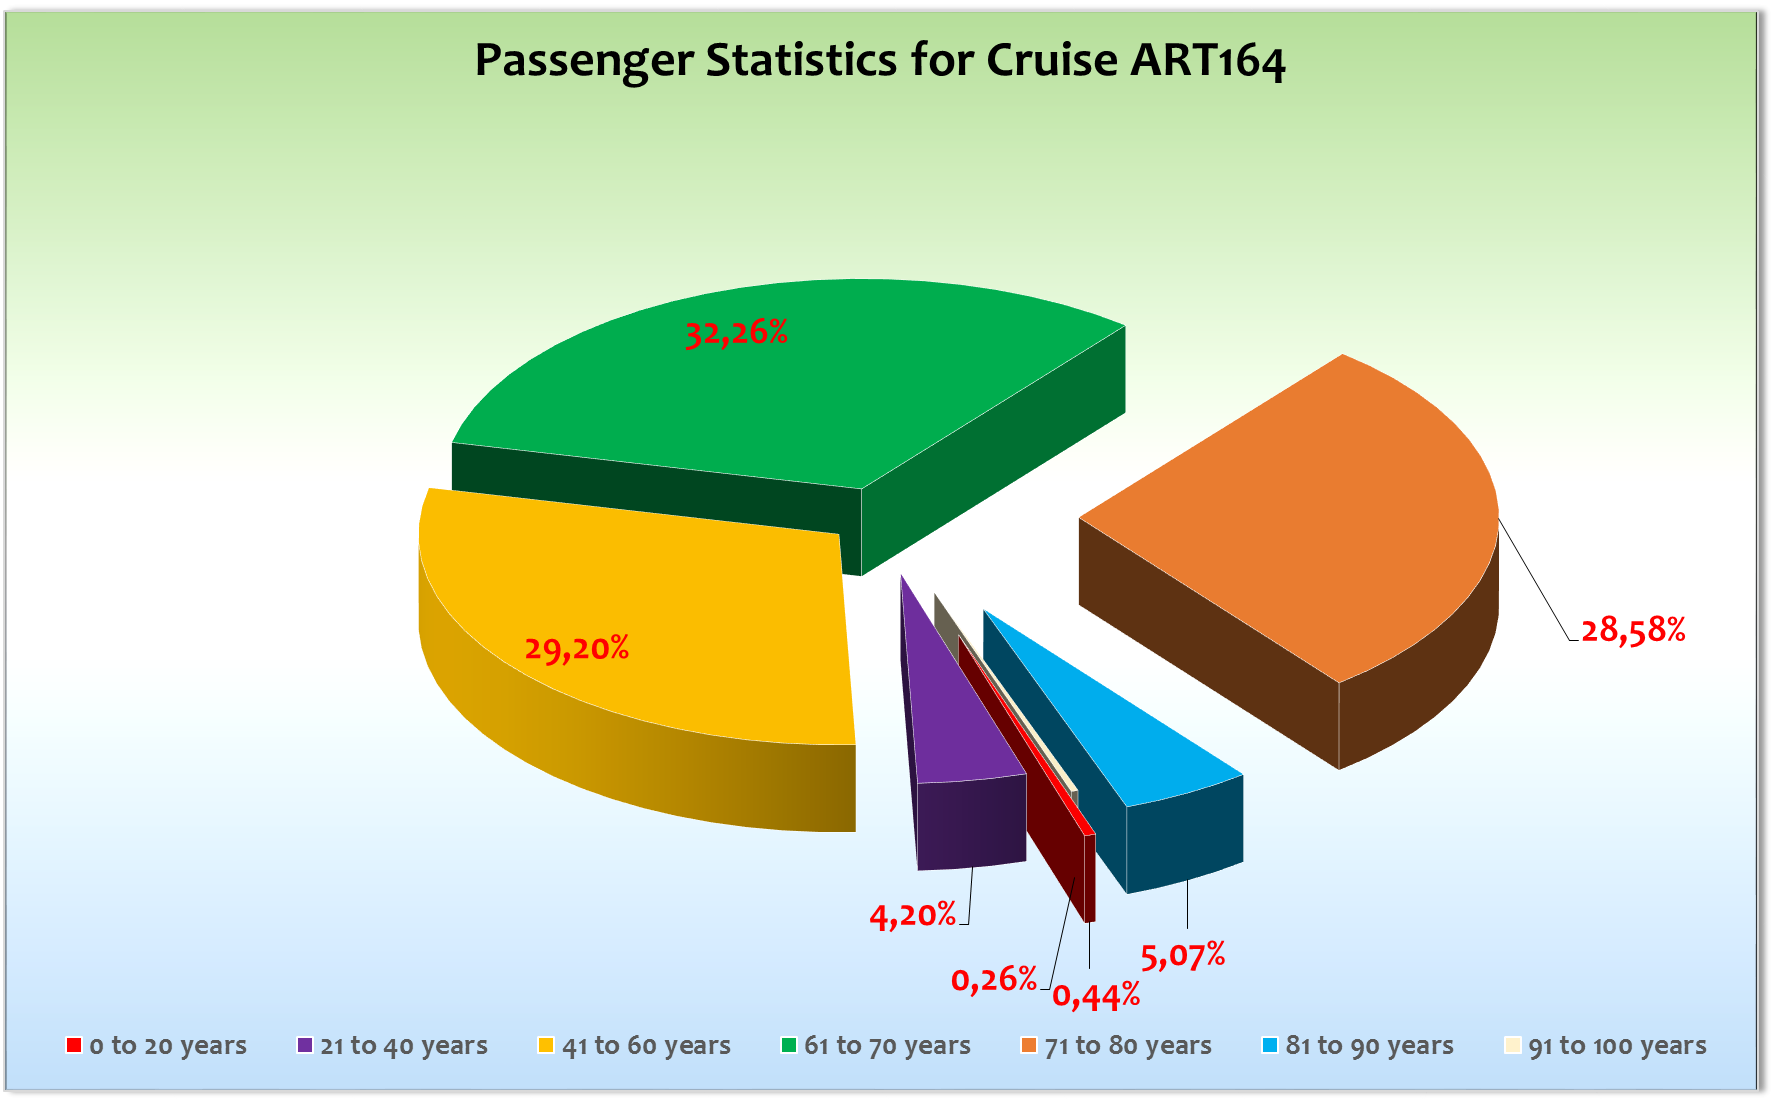 Passenger Statistics for Cruise ART164
32,26%
28,58%
29,20%
4,20%
5,07%
0,26%
0,44%
0 to 20 years
21 to 40 years
41 to 60 years
61 to 70 years
71 to 80 years
81 to 90 years
91 to 100 years